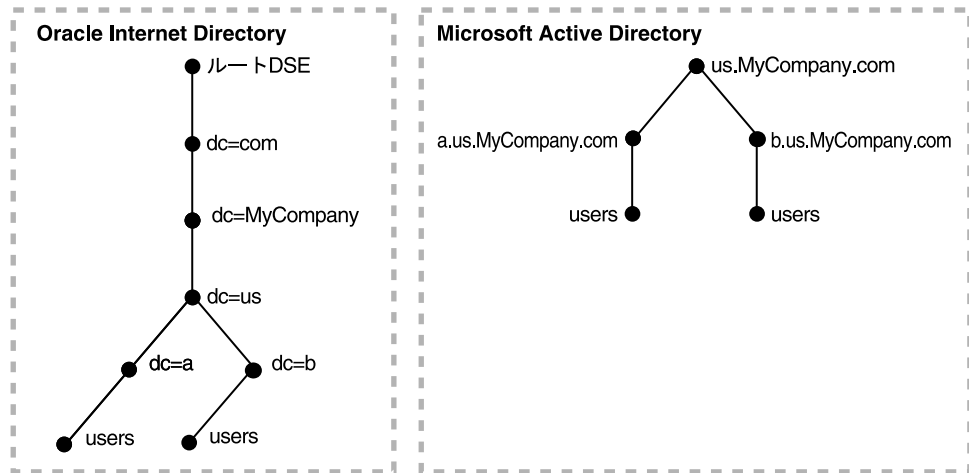 Oracle Internet Directory
ルートDSE
dc=com
dc=MyCompany
dc=us
dc=a
dc=b
users
users
Microsoft Active Directory
us.MyCompany.com
a.us.MyCompany.com
b.us.MyCompany.com
users
users